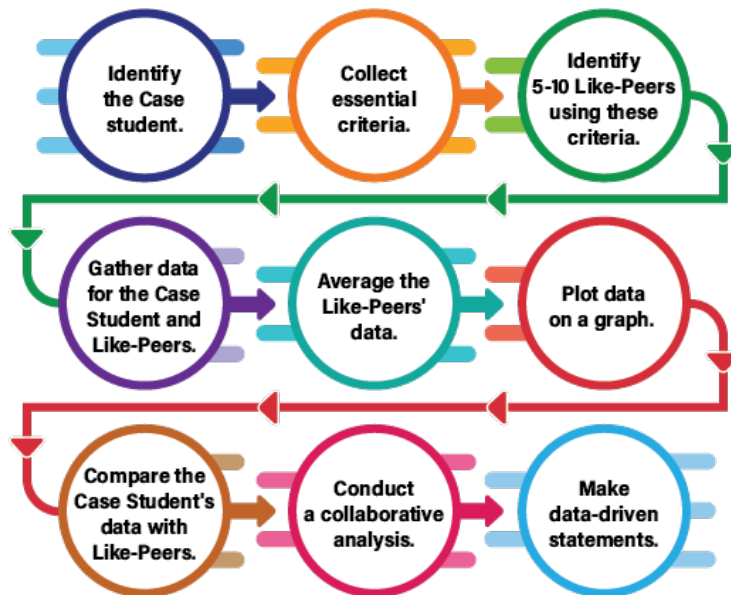 Identify
the Case
student.
Collect
essential
criteria.
Identify
5-10 Like-Peers
using these
criteria.
Gather data
for the Case
Student and
Like-Peers.
Average the
Like-Peers'
data.
Plot data
on a graph.
Compare the
Case Student's
data with
Like-Peers.
Conduct
a collaborative
analysis.
Make
data-driven
statements.